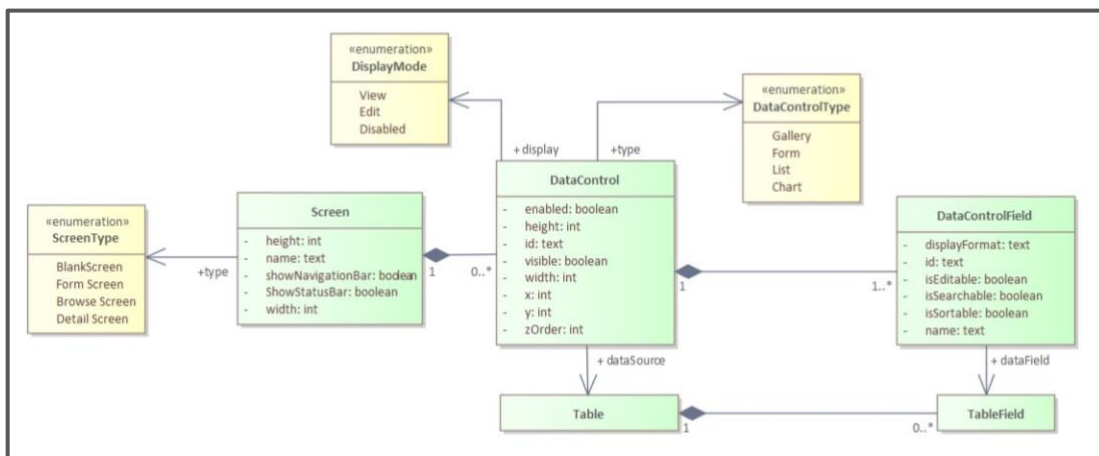 «enumeration»
DisplayMode
View
Edit
Disabled
«enumeration»
DataControlType
Gallery
Form
List
Chart
+ display
+type
DataControl
- enabled: boolean
- height: int
- id: text
- visible: boolean
- width: int
- x: int
- y: int
- zOrder: int
Screen
- height: int
- name: text
- showNavigationBar: boolean
- ShowStatusBar: boolean
- width: int
«enumeration»
ScreenType
BlankScreen
Form Screen
Browse Screen
Detail Screen
+type
1
0..*
1
1..*
DataControlField
- displayFormat: text
- id: text
- isEditable: boolean
- isSearchable: boolean
- isSortable: boolean
- name: text
+ dataSource
+ dataField
Table
1
0..*
TableField